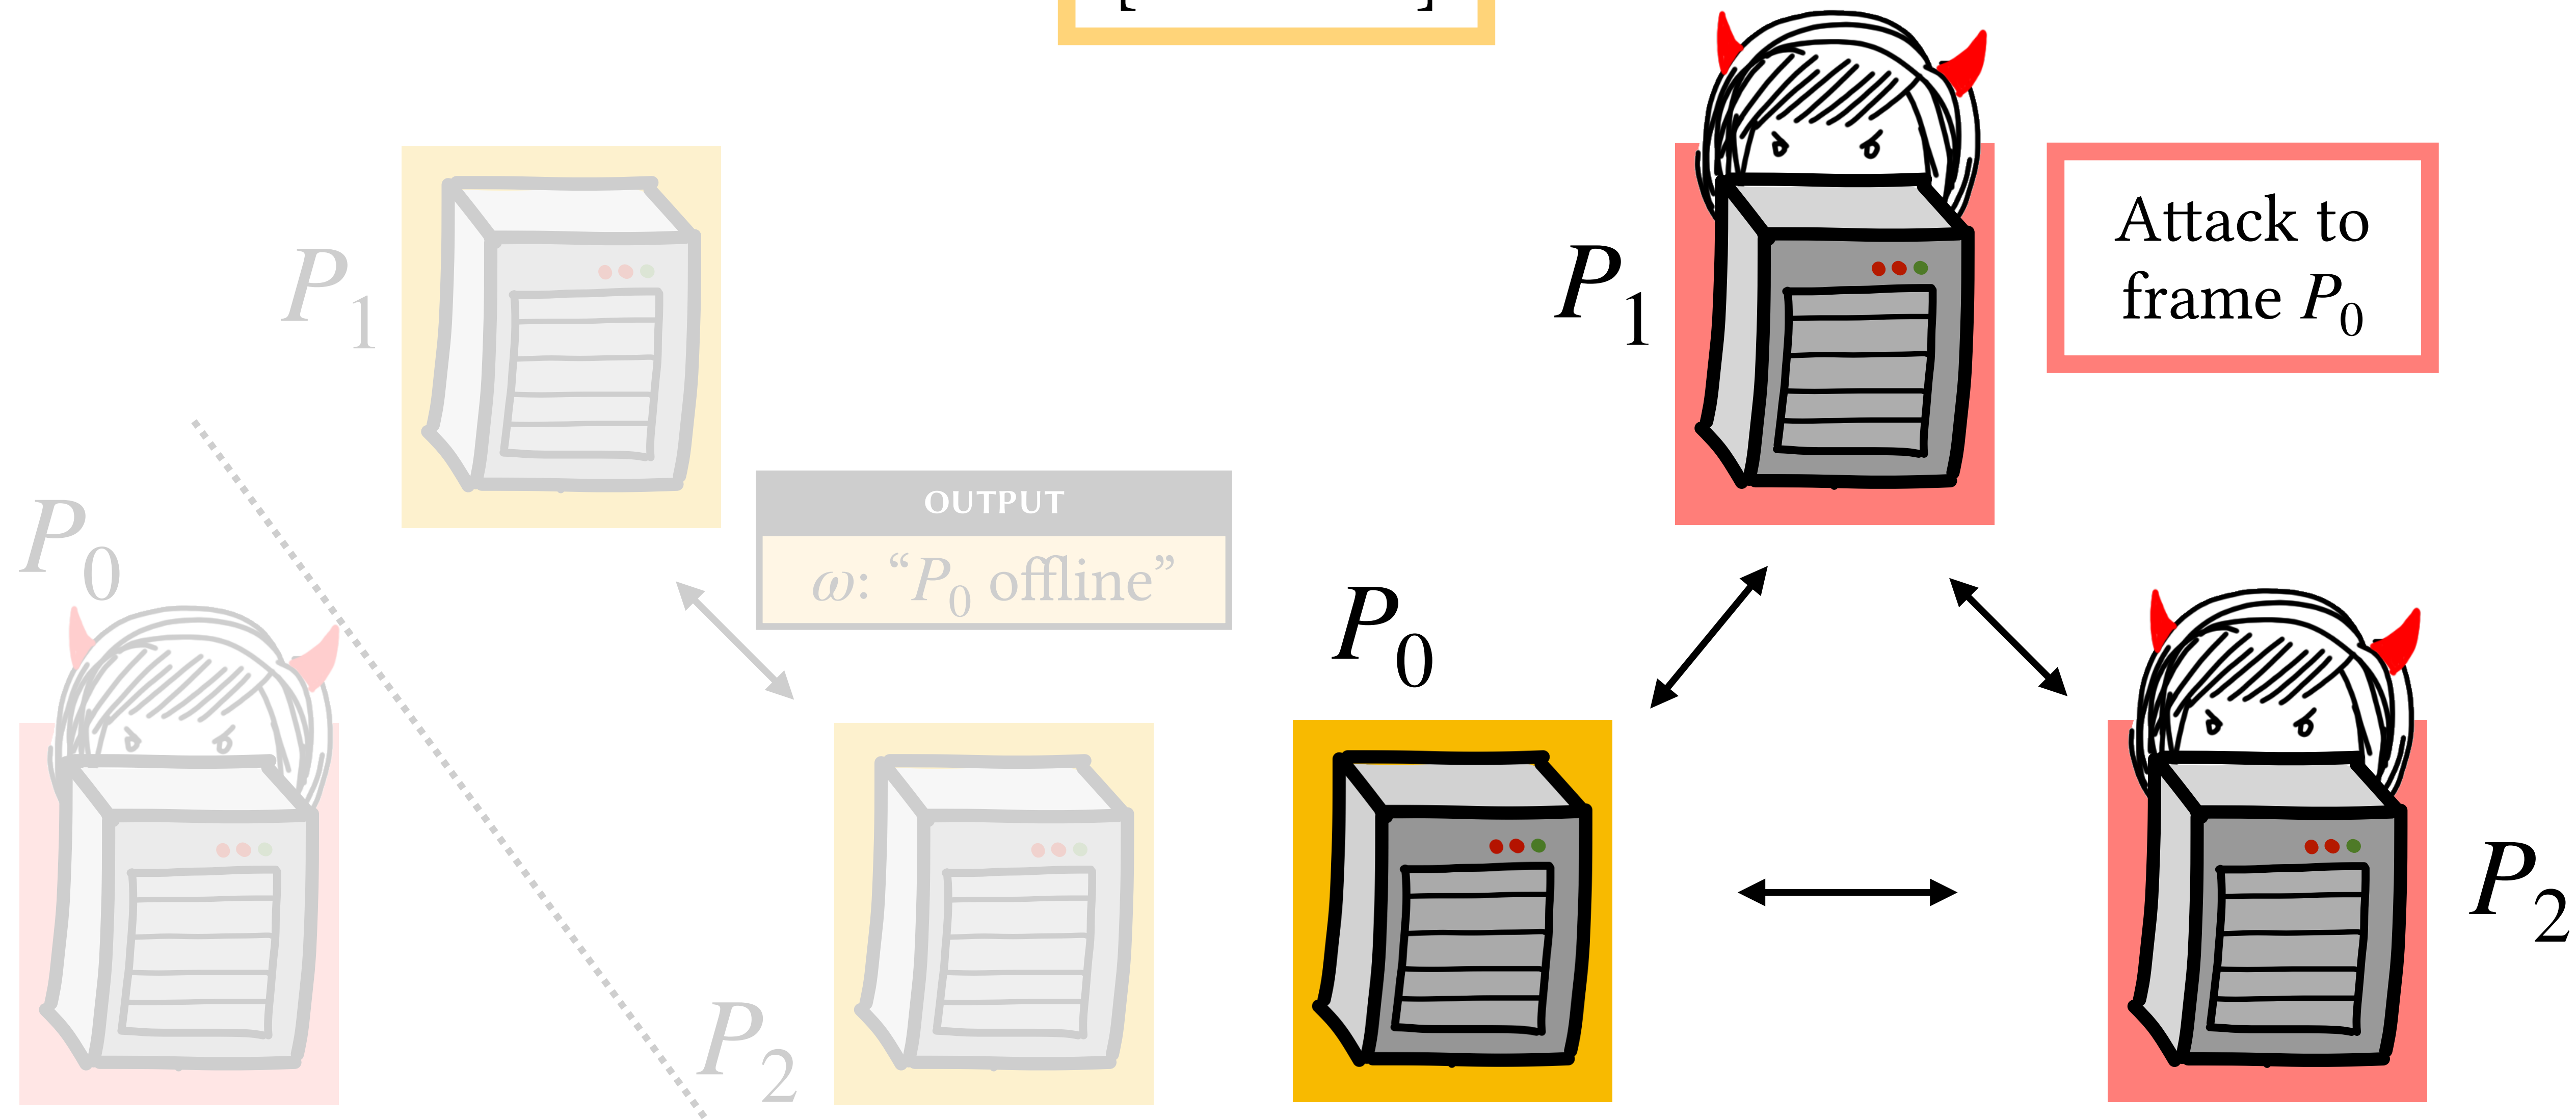 [ ]
P₁
P₀
OUTPUT
ω: “P₀ offline”
P₂
P₁
Attack to
frame P₀
P₀
P₂